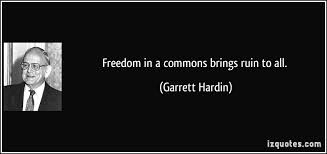 Freedom in a commons brings ruin to all.
(Garrett Hardin)
izquotes.com